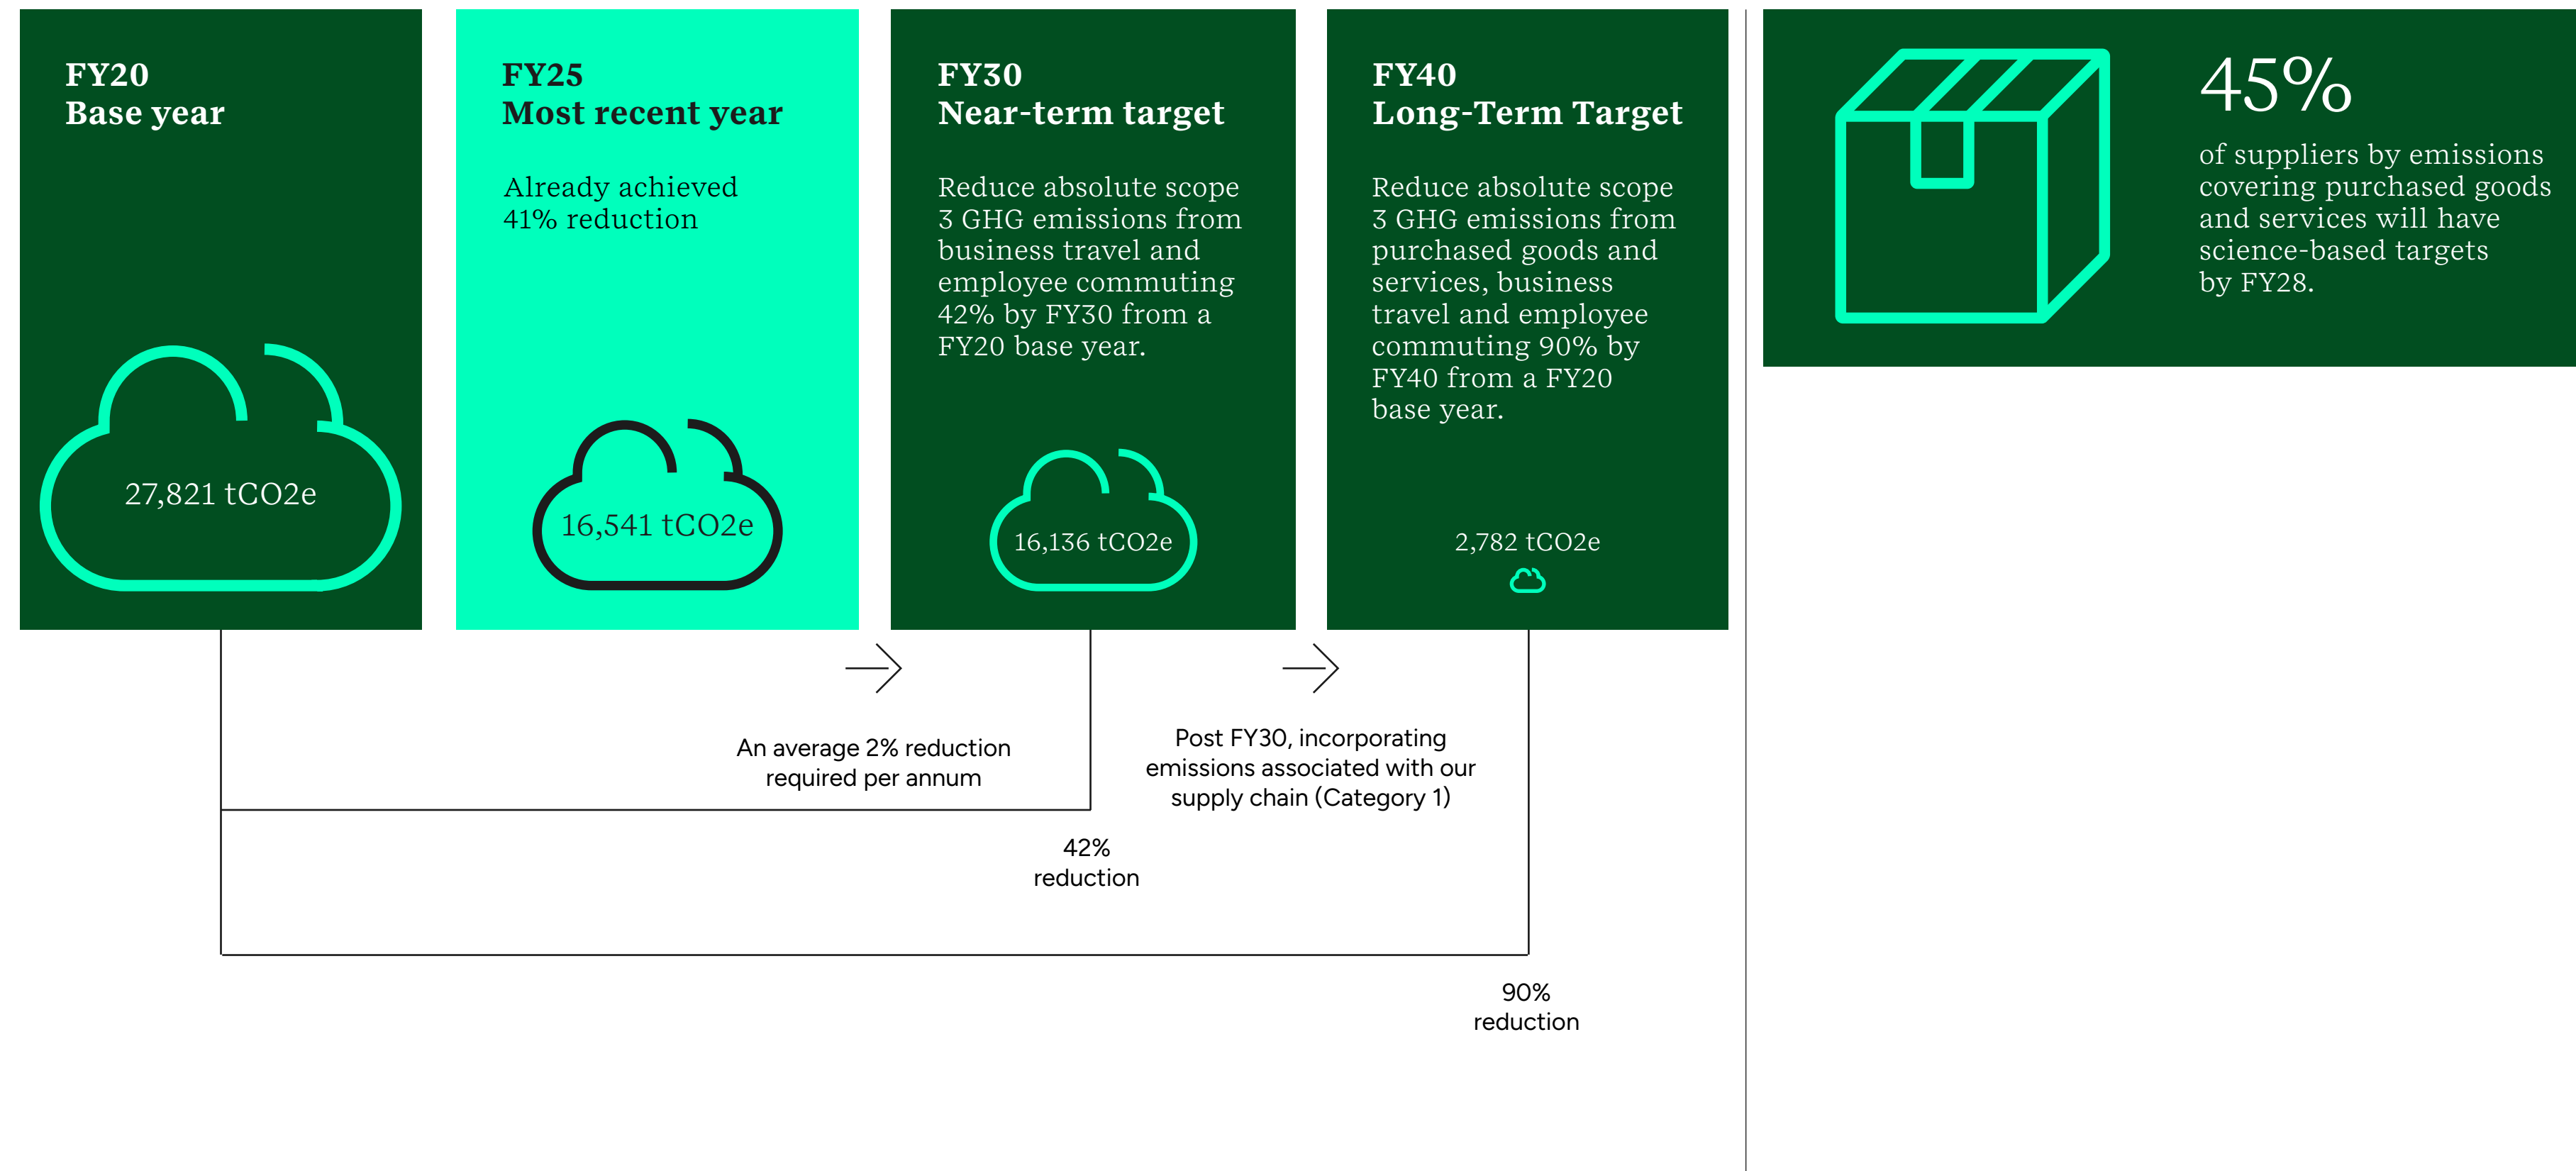 FY20
Base year
27,821 tCO2e
FY25
Most recent year
Already achieved
41% reduction
16,541 tCO2e
FY30
Near-term target
Reduce absolute scope
3 GHG emissions from
business travel and
employee commuting
42% by FY30 from a
FY20 base year.
16,136 tCO2e
FY40
Long-Term Target
Reduce absolute scope
3 GHG emissions from
purchased goods and
services, business
travel and employee
commuting 90% by
FY40 from a FY20
base year.
2,782 tCO2e
45%
of suppliers by emissions
covering purchased goods
and services will have
science-based targets
by FY28.
An average 2% reduction
required per annum
Post FY30, incorporating
emissions associated with our
supply chain (Category 1)
42%
reduction
90%
reduction